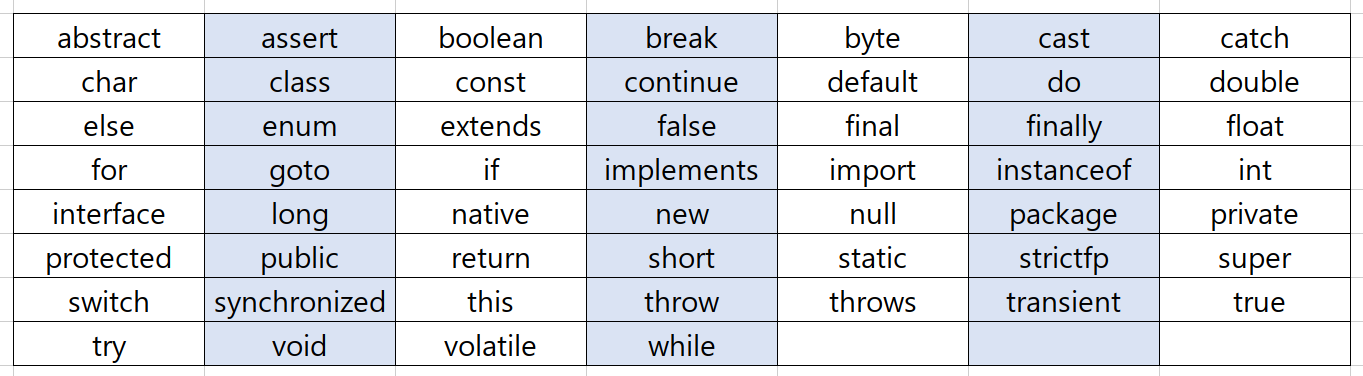 abstract assert boolean break byte cast catch
char class const continue default do double
else enum extends false final finally float
for goto if implements import instanceof int
interface long native new null package private
protected public return short static strictfp super
switch synchronized this throw throws transient true
try void volatile while